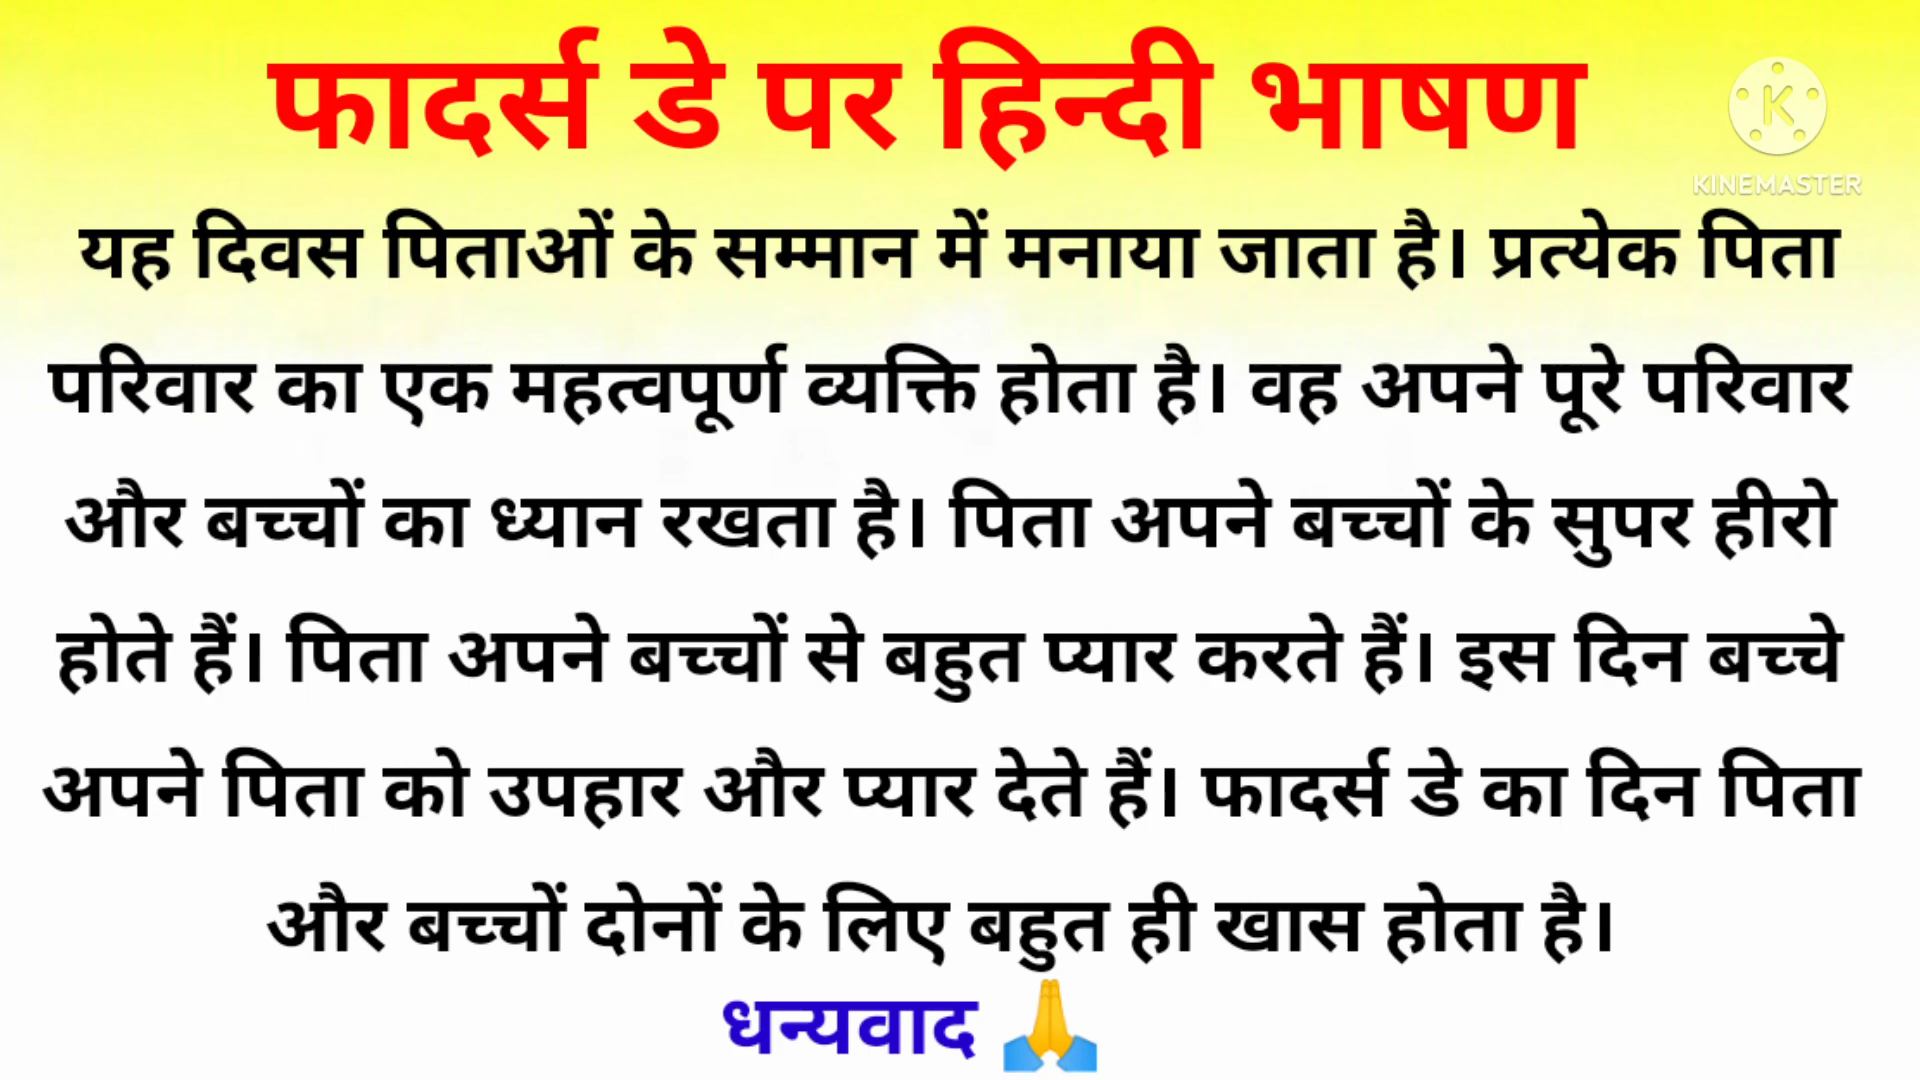 फादर्स डे पर हिन्दी भाषण
KINEMASTER
यह दिवस पिताओं के सम्मान में मनाया जाता है। प्रत्येक पिता
परिवार का एक महत्वपूर्ण व्यक्ति होता है। वह अपने पूरे परिवार
और बच्चों का ध्यान रखता है। पिता अपने बच्चों के सुपर हीरो
होते हैं। पिता अपने बच्चों से बहुत प्यार करते हैं। इस दिन बच्चे
अपने पिता को उपहार और प्यार देते हैं। फादर्स डे का दिन पिता
और बच्चों दोनों के लिए बहुत ही खास होता है।
धन्यवाद 🙏